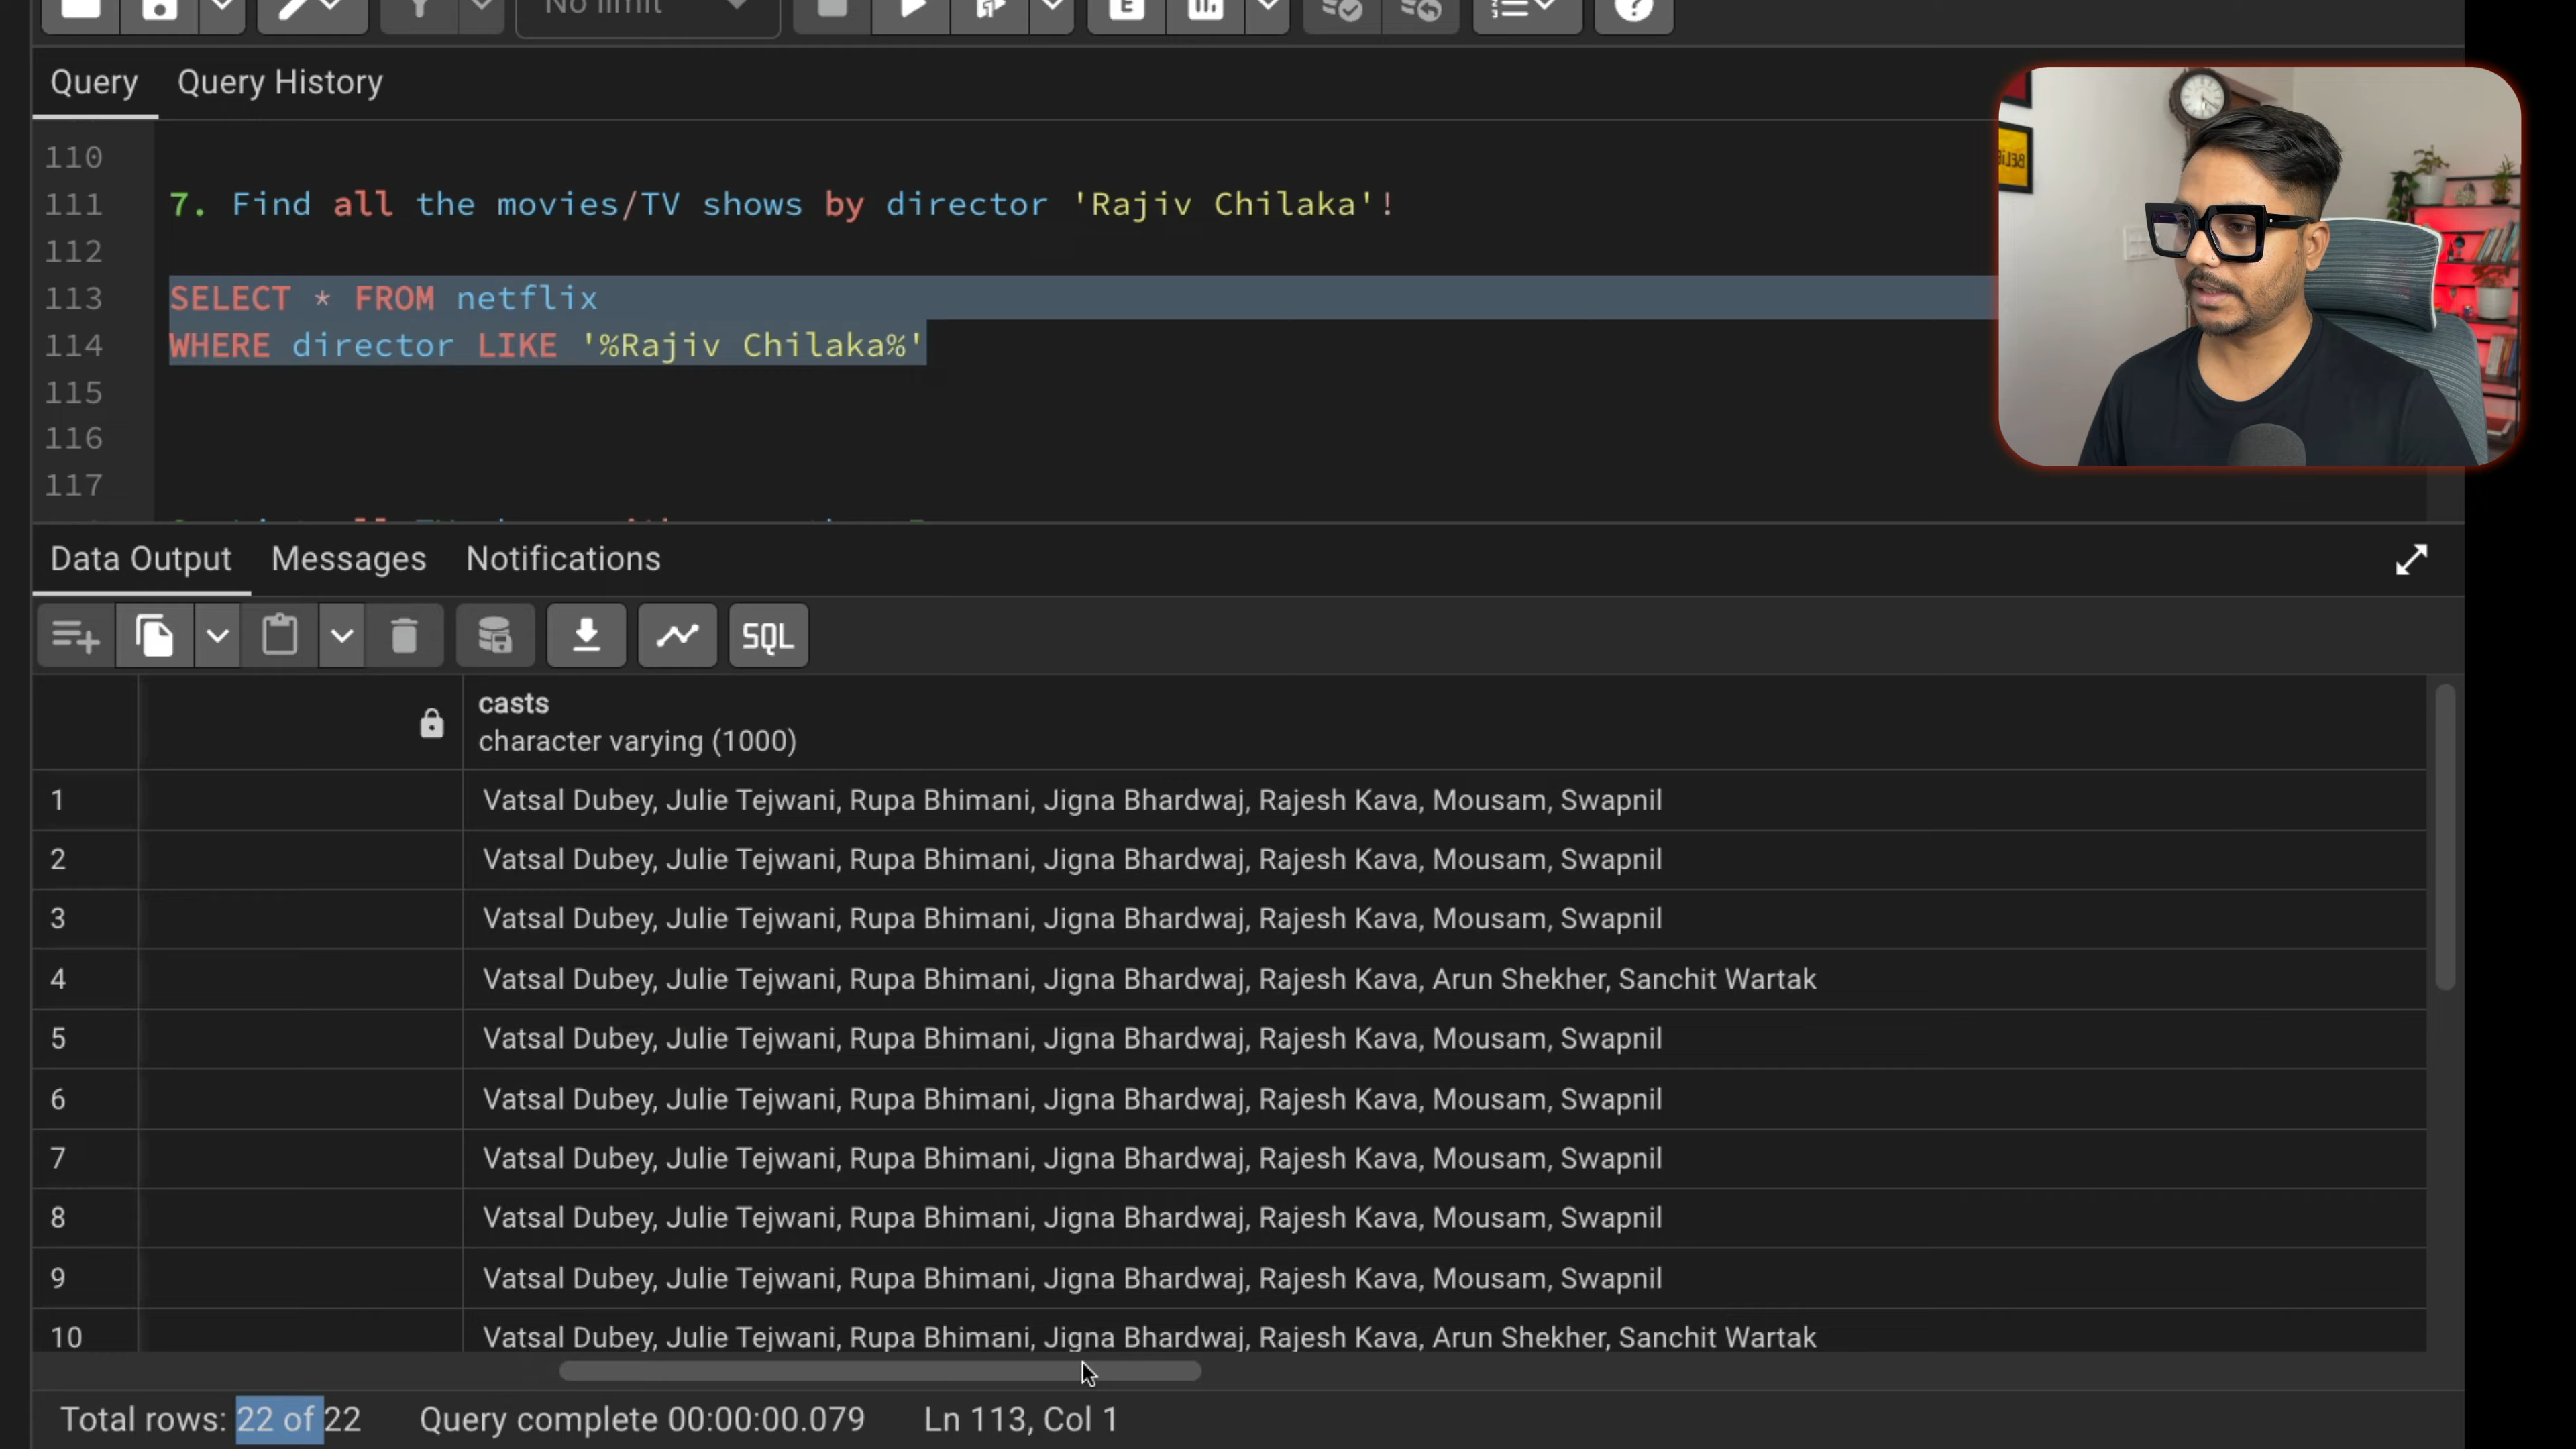 No limit
Query Query History
110
111 7. Find all the movies/TV shows by director 'Rajiv Chilaka'!
112
113 SELECT * FROM netflix
114 WHERE director LIKE '%Rajiv Chilaka%'
115
116
117
Data Output Messages Notifications
SQL
casts
character varying (1000)
1 Vatsal Dubey, Julie Tejwani, Rupa Bhimani, Jigna Bhardwaj, Rajesh Kava, Mousam, Swapnil
2 Vatsal Dubey, Julie Tejwani, Rupa Bhimani, Jigna Bhardwaj, Rajesh Kava, Mousam, Swapnil
3 Vatsal Dubey, Julie Tejwani, Rupa Bhimani, Jigna Bhardwaj, Rajesh Kava, Mousam, Swapnil
4 Vatsal Dubey, Julie Tejwani, Rupa Bhimani, Jigna Bhardwaj, Rajesh Kava, Arun Shekher, Sanchit Wartak
5 Vatsal Dubey, Julie Tejwani, Rupa Bhimani, Jigna Bhardwaj, Rajesh Kava, Mousam, Swapnil
6 Vatsal Dubey, Julie Tejwani, Rupa Bhimani, Jigna Bhardwaj, Rajesh Kava, Mousam, Swapnil
7 Vatsal Dubey, Julie Tejwani, Rupa Bhimani, Jigna Bhardwaj, Rajesh Kava, Mousam, Swapnil
8 Vatsal Dubey, Julie Tejwani, Rupa Bhimani, Jigna Bhardwaj, Rajesh Kava, Mousam, Swapnil
9 Vatsal Dubey, Julie Tejwani, Rupa Bhimani, Jigna Bhardwaj, Rajesh Kava, Mousam, Swapnil
10 Vatsal Dubey, Julie Tejwani, Rupa Bhimani, Jigna Bhardwaj, Rajesh Kava, Arun Shekher, Sanchit Wartak
Total rows: 22 of 22 Query complete 00:00:00.079 Ln 113, Col 1